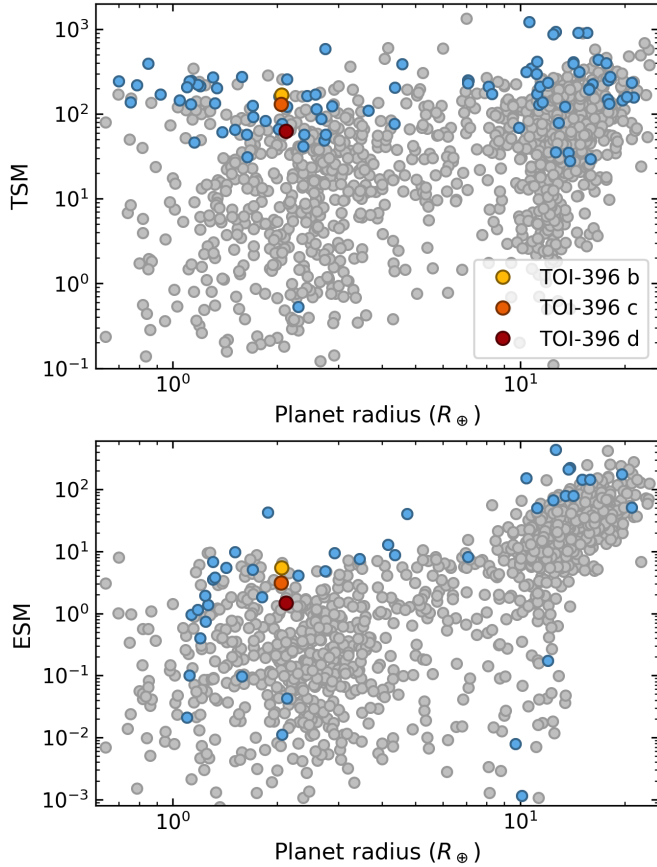 10³
10²
10¹
10⁰
10⁻¹
TSM
TOI-396 b
TOI-396 c
TOI-396 d
10⁰
10¹
Planet radius (R⊕)
10²
10¹
10⁰
10⁻¹
10⁻²
10⁻³
ESM
10⁰
10¹
Planet radius (R⊕)